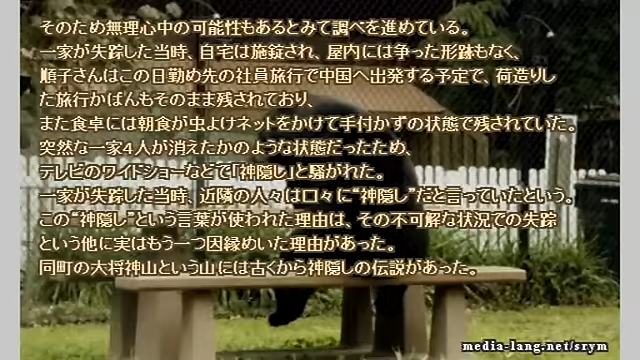 そのため無理心中の可能性もあるとみて調べを進めている。
一家が失踪した当時、自宅は施錠され、屋内には争った形跡もなく、
順子さんはこの日勤め先の社員旅行で中国へ出発する予定で、荷造りし
た旅行かばんもそのまま残されており、
また食卓には朝食が虫よけネットをかけて手付かずの状態で残されていた。
突然な一家4人が消えたかのような状態だったため、
テレビのワイドショーなどで「神隠し」と騒がれた。
一家が失踪した当時、近隣の人々は口々に“神隠し”だと言っていたという。
この“神隠し”という言葉が使われた理由は、その不可解な状況での失踪
という他に実はもう一つ因縁めいた理由があった。
同町の大将神山という山には古くから神隠しの伝説があった。
media-lang.net/srym